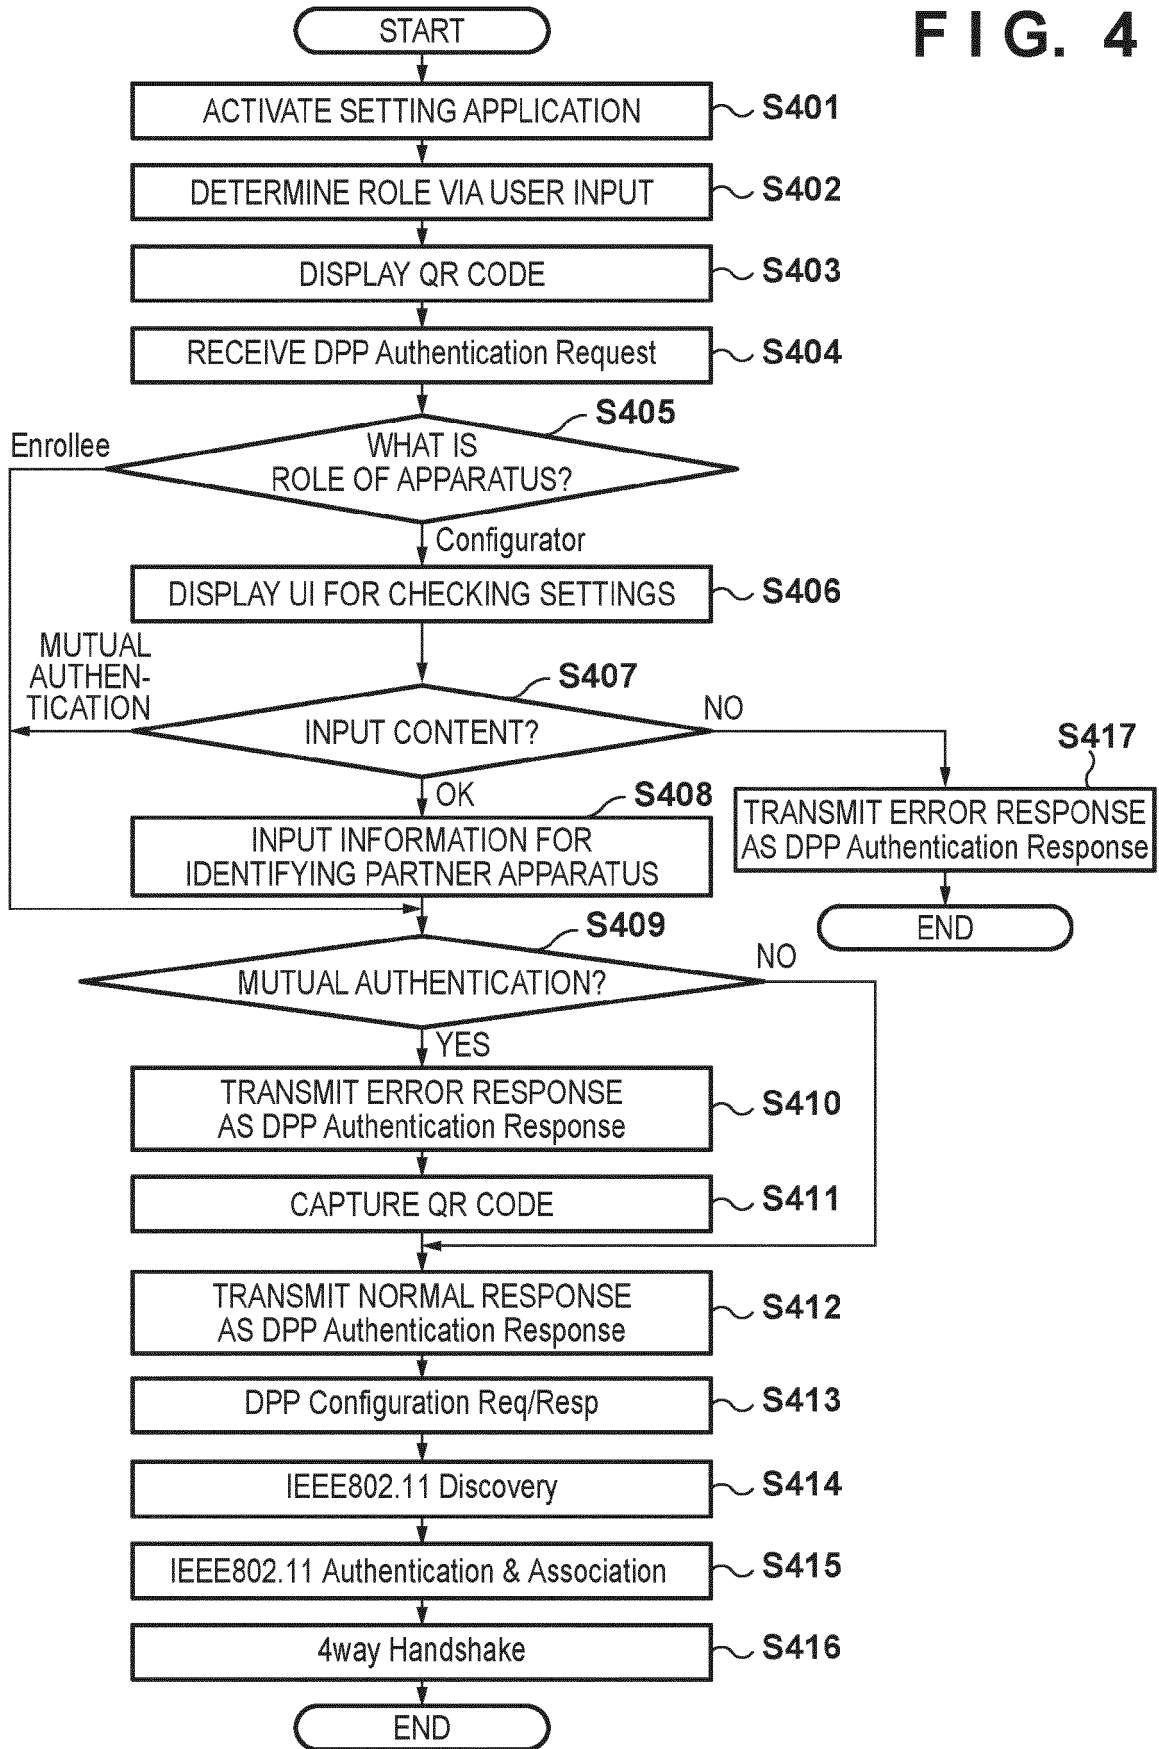 F I G. 4
START
ACTIVATE SETTING APPLICATION
S401
DETERMINE ROLE VIA USER INPUT
S402
DISPLAY QR CODE
S403
RECEIVE DPP Authentication Request
S404
S405
Enrollee
WHAT IS
ROLE OF APPARATUS?
Configurator
DISPLAY UI FOR CHECKING SETTINGS
S406
MUTUAL
AUTHEN-
TICATION
S407
INPUT CONTENT?
NO
OK
S408
INPUT INFORMATION FOR
IDENTIFYING PARTNER APPARATUS
S417
TRANSMIT ERROR RESPONSE
AS DPP Authentication Response
END
S409
MUTUAL AUTHENTICATION?
NO
YES
TRANSMIT ERROR RESPONSE
AS DPP Authentication Response
S410
CAPTURE QR CODE
S411
TRANSMIT NORMAL RESPONSE
AS DPP Authentication Response
S412
DPP Configuration Req/Resp
S413
IEEE802.11 Discovery
S414
IEEE802.11 Authentication & Association
S415
4way Handshake
S416
END